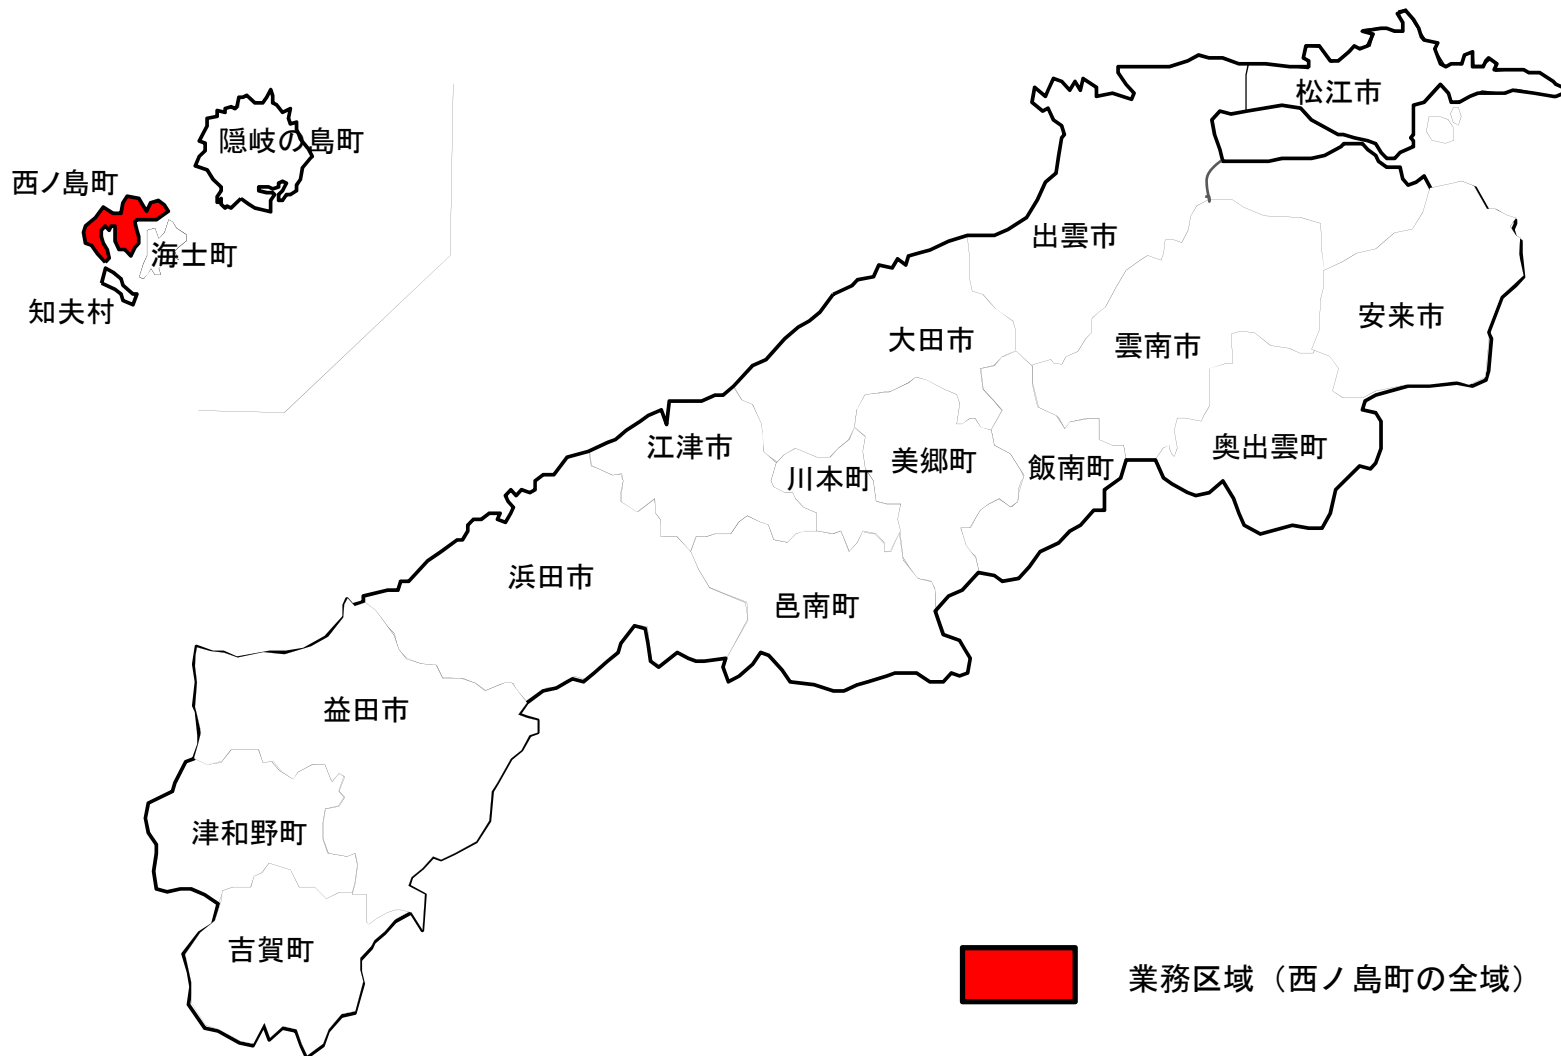 松江市
隠岐の島町
西ノ島町
海士町
知夫村
出雲市
安来市
大田市
雲南市
江津市
川本町
美郷町
飯南町
奥出雲町
浜田市
邑南町
益田市
津和野町
吉賀町
業務区域（西ノ島町の全域）